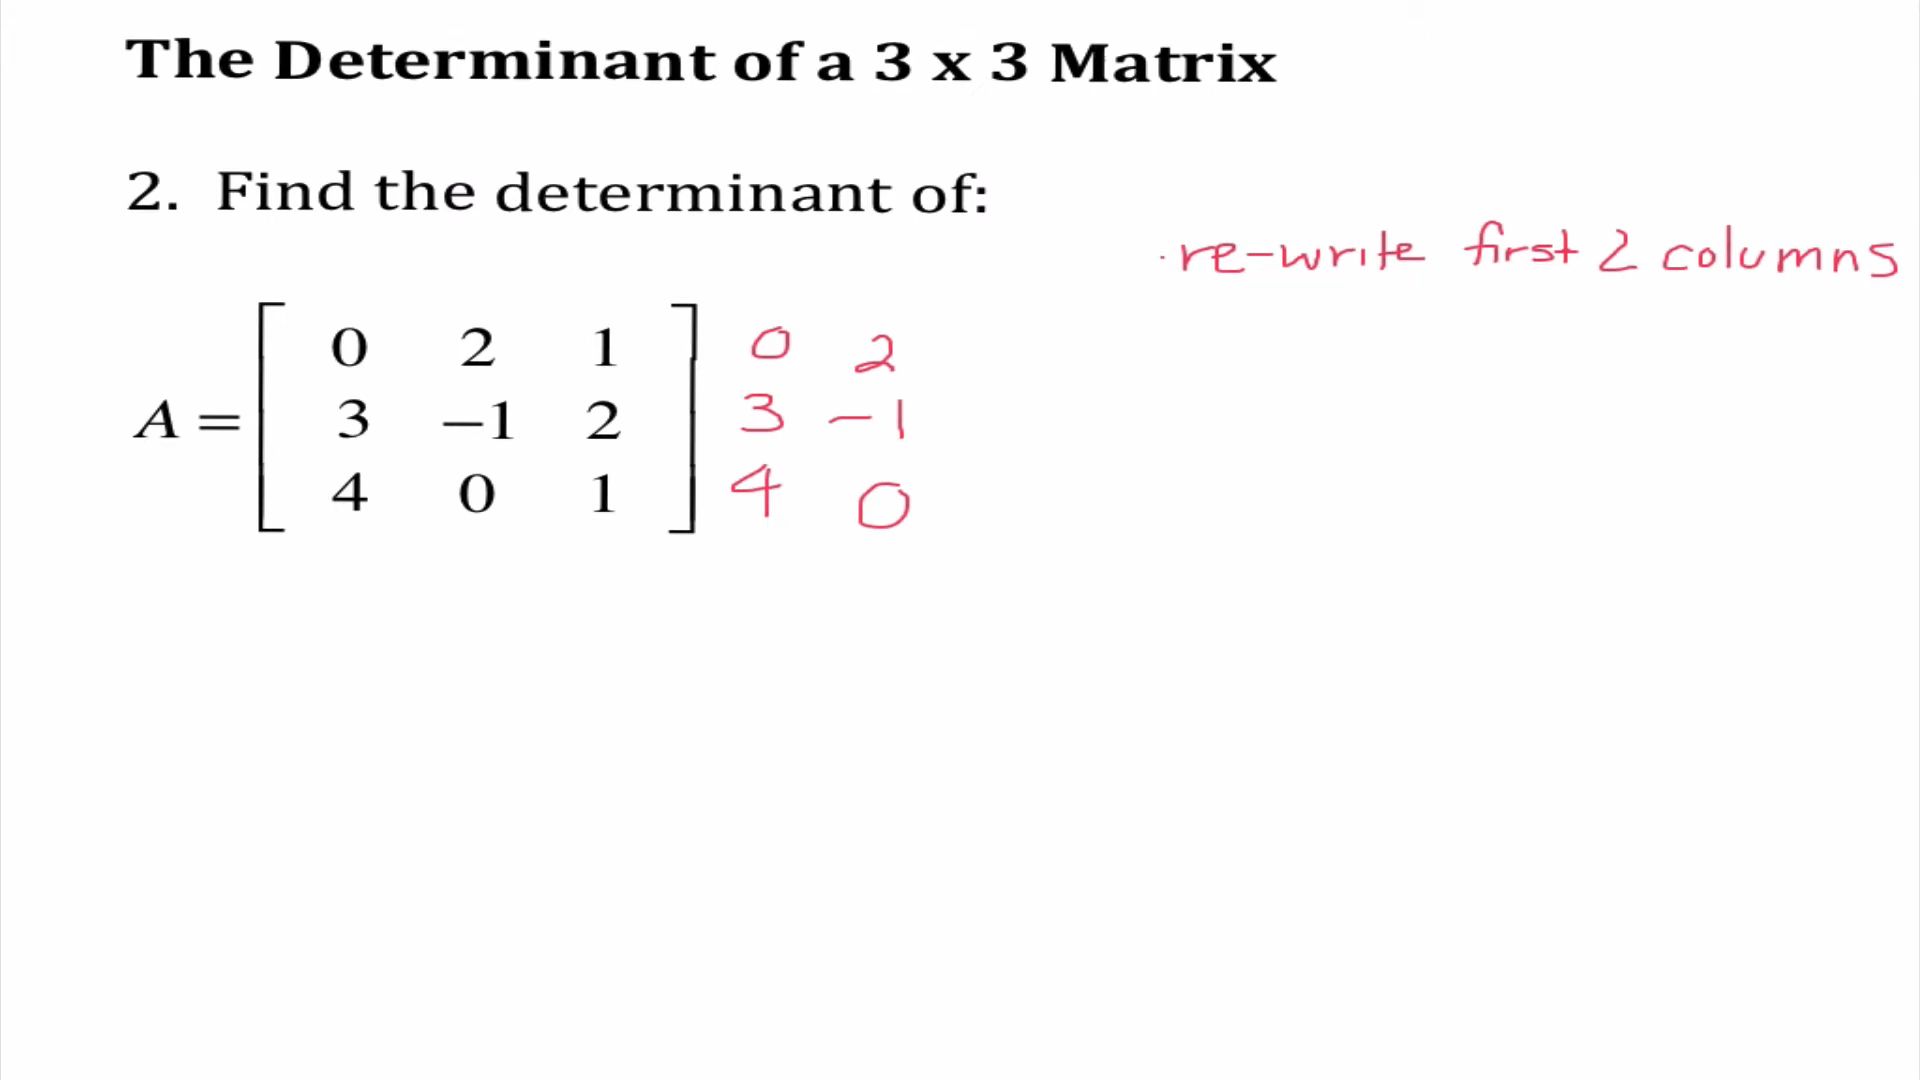 The Determinant of a 3 x 3 Matrix
2. Find the determinant of:
·re-write first 2 columns
0 2 1 0 2
A = 3 −1 2 3 −1
4 0 1 4 0